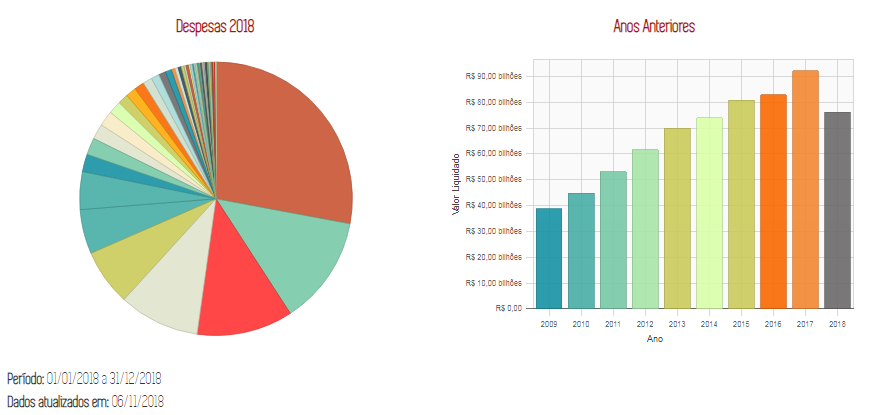 Despesas 2018
Anos Anteriores
R$ 90,00 bilhões
R$ 80,00 bilhões
R$ 70,00 bilhões
R$ 60,00 bilhões
R$ 50,00 bilhões
R$ 40,00 bilhões
R$ 30,00 bilhões
R$ 20,00 bilhões
R$ 10,00 bilhões
R$ 0,00
Valor Liquidado
2009 2010 2011 2012 2013 2014 2015 2016 2017 2018
Ano
Período: 01/01/2018 a 31/12/2018
Dados atualizados em: 06/11/2018